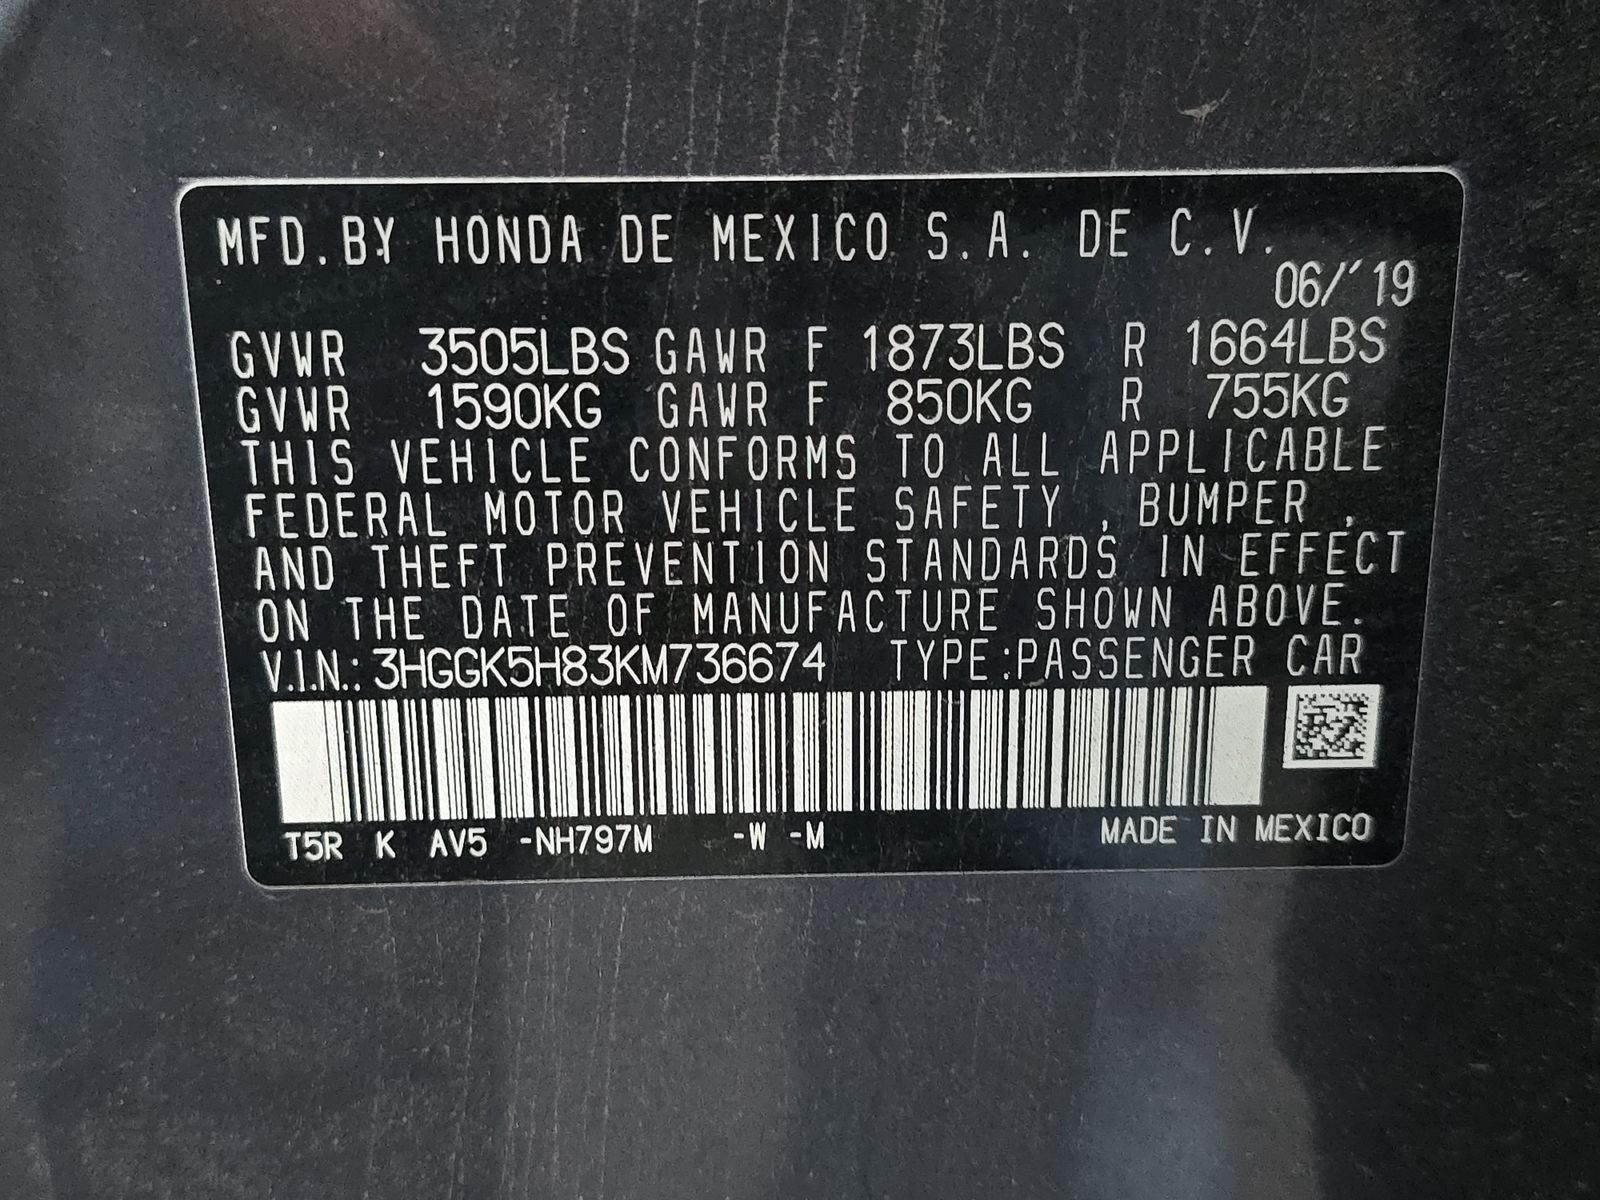 MFD. BY HONDA DE MEXICO S.A. DE C.V.
06/'19
GVWR 3505LBS GAWR F 1873LBS R 1664LBS
GVWR 1590KG GAWR F 850KG R 755KG
THIS VEHICLE CONFORMS TO ALL APPLICABLE
FEDERAL MOTOR VEHICLE SAFETY , BUMPER ,
AND THEFT PREVENTION STANDARDS IN EFFECT
ON THE DATE OF MANUFACTURE SHOWN ABOVE.
V.I.N.: 3HGGK5H83KM736674 TYPE:PASSENGER CAR
T5R K AV5 -NH797M -W -M MADE IN MEXICO